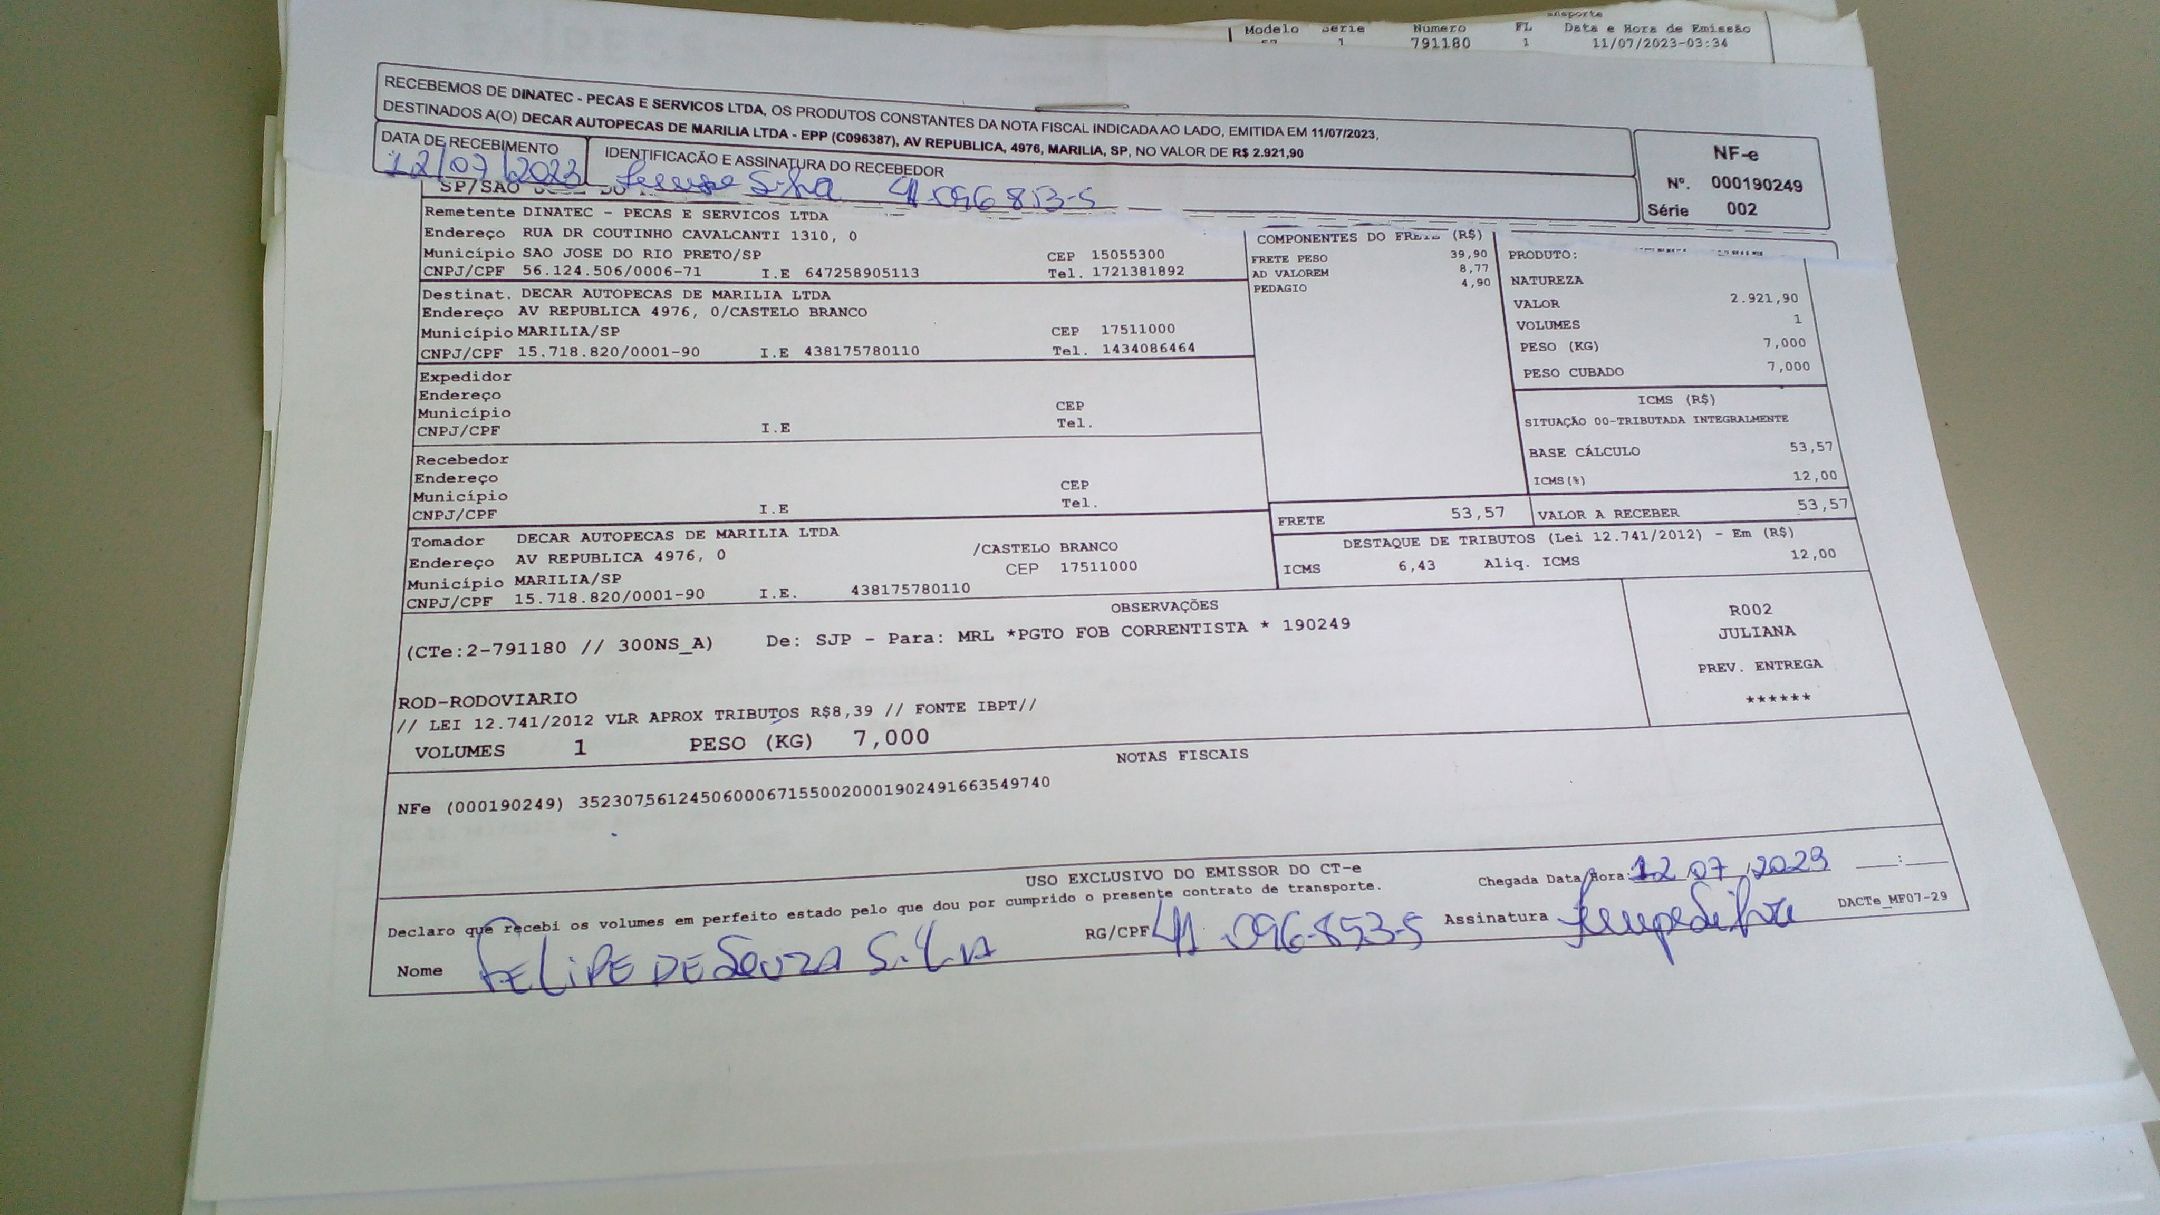 Modelo Serie Numero FL Data e Hora de Emissão
57 1 791180 1 11/07/2023-03:34
RECEBEMOS DE DINATEC - PECAS E SERVICOS LTDA, OS PRODUTOS CONSTANTES DA NOTA FISCAL INDICADA AO LADO, EMITIDA EM 11/07/2023,
DESTINADOS A(O) DECAR AUTOPECAS DE MARILIA LTDA - EPP (C096387), AV REPUBLICA, 4976, MARILIA, SP, NO VALOR DE R$ 2.921,90
DATA DE RECEBIMENTO
12/07/2023
IDENTIFICAÇÃO E ASSINATURA DO RECEBEDOR
Silva 41.096853-5
NF-e
Nº. 000190249
Série 002
Remetente DINATEC - PECAS E SERVICOS LTDA
Endereço RUA DR COUTINHO CAVALCANTI 1310, 0
Município SAO JOSE DO RIO PRETO/SP CEP 15055300
CNPJ/CPF 56.124.506/0006-71 I.E 647258905113 Tel. 1721381892
Destinat. DECAR AUTOPECAS DE MARILIA LTDA
Endereço AV REPUBLICA 4976, 0/CASTELO BRANCO
Município MARILIA/SP CEP 17511000
CNPJ/CPF 15.718.820/0001-90 I.E 438175780110 Tel. 1434086464
Expedidor
Endereço
Município CEP
CNPJ/CPF I.E Tel.
Recebedor
Endereço
Município CEP
CNPJ/CPF I.E Tel.
Tomador DECAR AUTOPECAS DE MARILIA LTDA
Endereço AV REPUBLICA 4976, 0 /CASTELO BRANCO
Município MARILIA/SP CEP 17511000
CNPJ/CPF 15.718.820/0001-90 I.E. 438175780110
COMPONENTES DO FRETE (R$)
FRETE PESO 39,90
AD VALOREM 8,77
PEDAGIO 4,90
PRODUTO:
NATUREZA
VALOR 2.921,90
VOLUMES 1
PESO (KG) 7,000
PESO CUBADO 7,000
ICMS (R$)
SITUAÇÃO 00-TRIBUTADA INTEGRALMENTE
BASE CÁLCULO 53,57
ICMS(%) 12,00
FRETE 53,57 VALOR A RECEBER 53,57
DESTAQUE DE TRIBUTOS (Lei 12.741/2012) - Em (R$)
ICMS 6,43 Aliq. ICMS 12,00
OBSERVAÇÕES
(CTe:2-791180 // 300NS_A) De: SJP - Para: MRL *PGTO FOB CORRENTISTA * 190249
ROD-RODOVIARIO
// LEI 12.741/2012 VLR APROX TRIBUTOS R$8,39 // FONTE IBPT//
VOLUMES 1 PESO (KG) 7,000
R002
JULIANA
PREV. ENTREGA
******
NOTAS FISCAIS
NFe (000190249) 35230756124506000671550020001902491663549740
USO EXCLUSIVO DO EMISSOR DO CT-e
Declaro que recebi os volumes em perfeito estado pelo que dou por cumprido o presente contrato de transporte.
Chegada Data/Hora: 12 07 2023 __:__
Nome FELIPE DE SOUZA SILVA RG/CPF 41.096.853-5 Assinatura Felipe Silva
DACTe_MF07-29